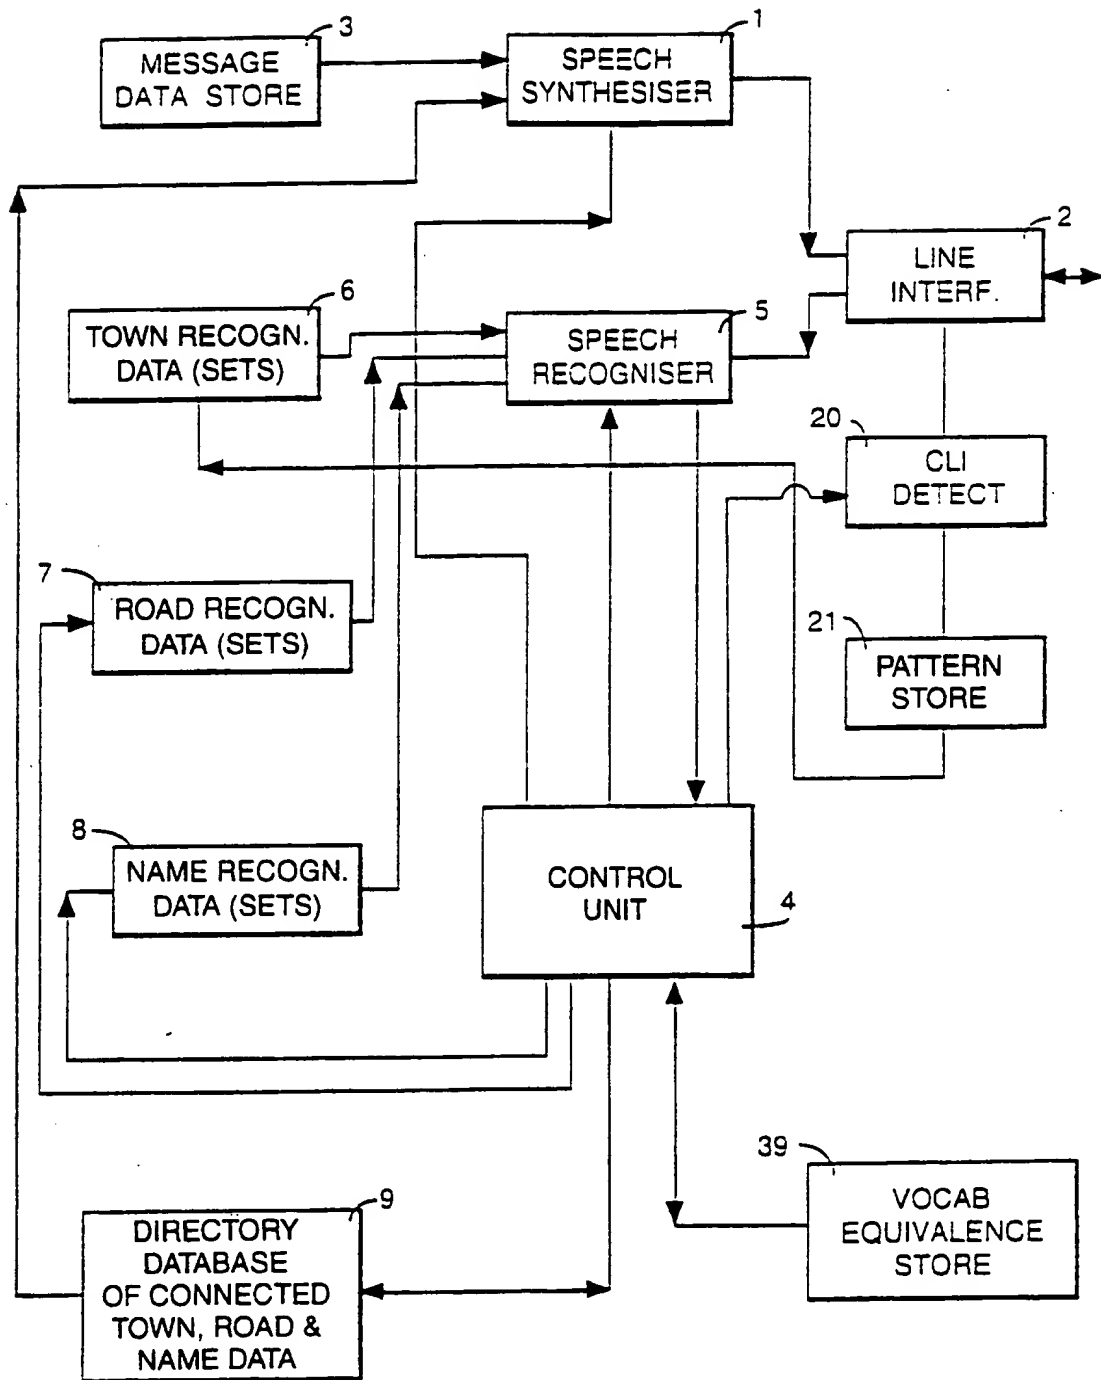 3
MESSAGE
DATA STORE
1
SPEECH
SYNTHESISER
2
LINE
INTERF.
6
TOWN RECOGN.
DATA (SETS)
5
SPEECH
RECOGNISER
20
CLI
DETECT
7
ROAD RECOGN.
DATA (SETS)
21
PATTERN
STORE
8
NAME RECOGN.
DATA (SETS)
CONTROL
UNIT
4
39
VOCAB
EQUIVALENCE
STORE
9
DIRECTORY
DATABASE
OF CONNECTED
TOWN, ROAD &
NAME DATA